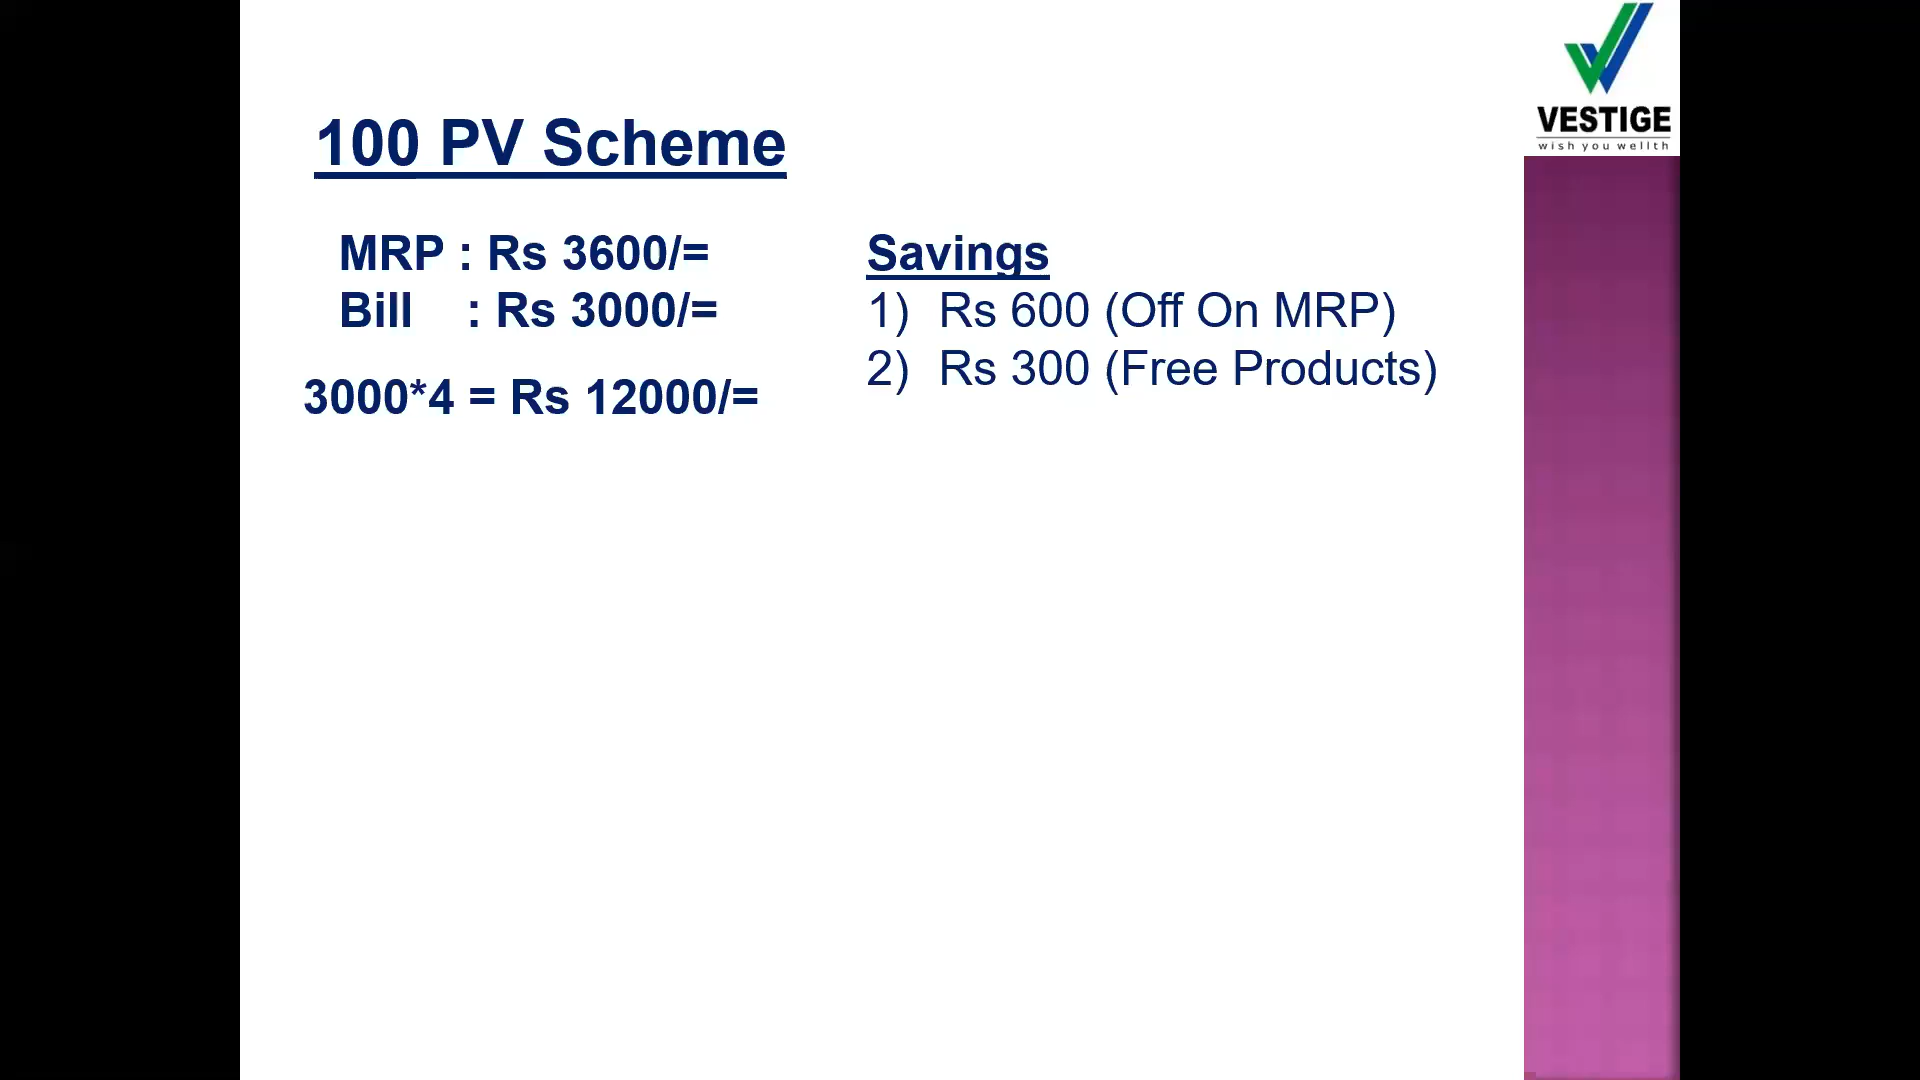 VESTIGE
wish you wellth
100 PV Scheme
MRP : Rs 3600/=
Bill : Rs 3000/=
3000*4 = Rs 12000/=
Savings
1) Rs 600 (Off On MRP)
2) Rs 300 (Free Products)